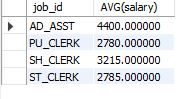 job_id AVG(salary)
AD_ASST 4400.000000
PU_CLERK 2780.000000
SH_CLERK 3215.000000
ST_CLERK 2785.000000